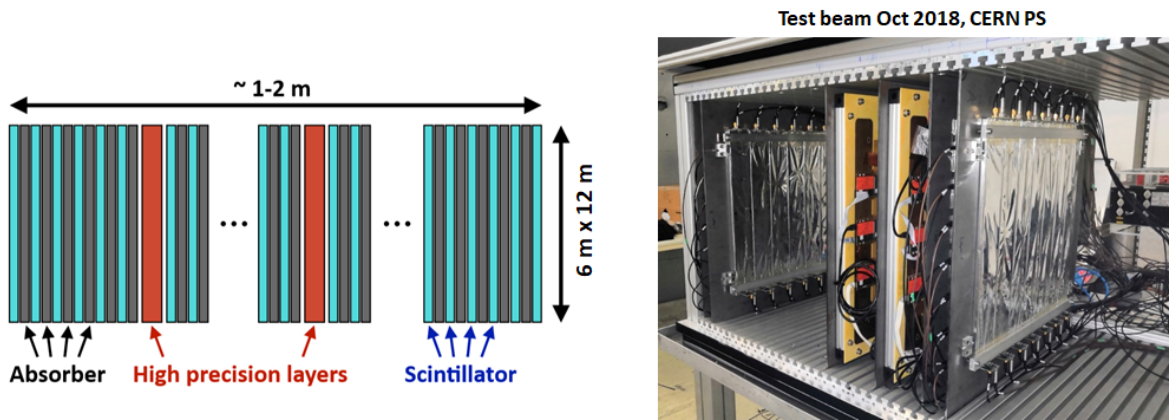 Test beam Oct 2018, CERN PS
~ 1-2 m
6 m x 12 m
...
...
Absorber
High precision layers
Scintillator